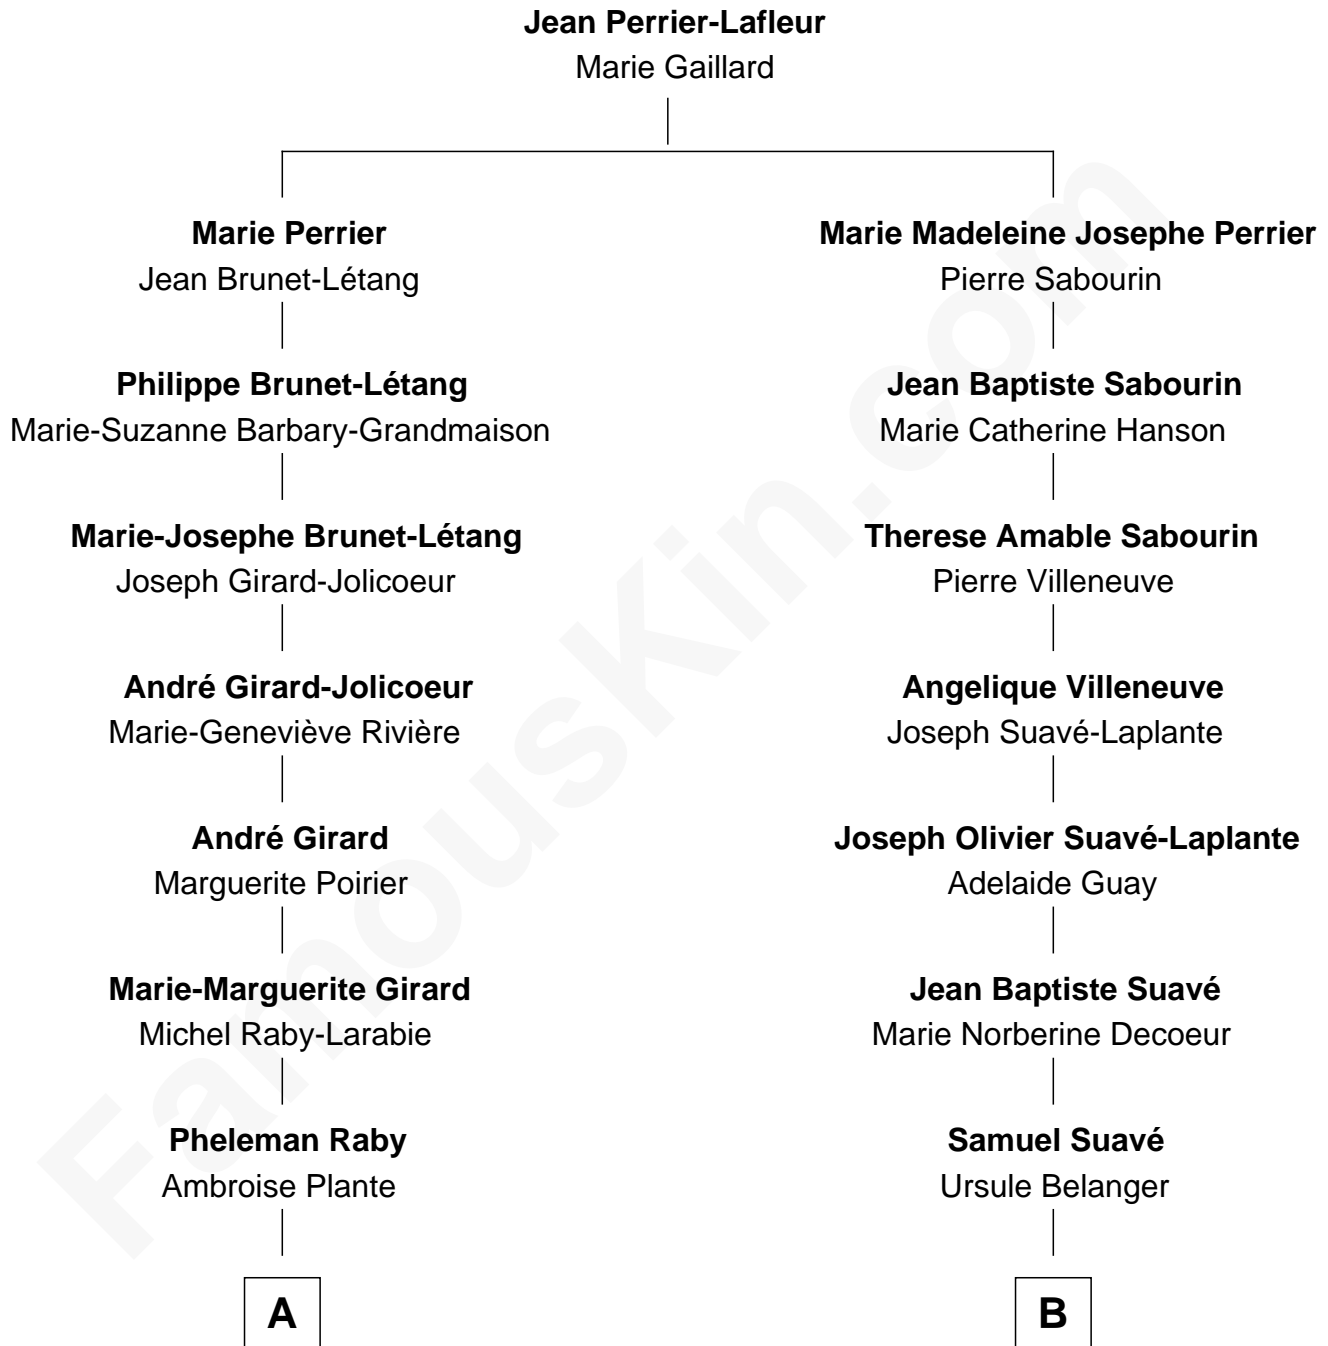 Jean Perrier-Lafleur
Marie Gaillard
Marie Perrier
Jean Brunet-Létang
Marie Madeleine Josephe Perrier
Pierre Sabourin
Philippe Brunet-Létang
Marie-Suzanne Barbary-Grandmaison
Jean Baptiste Sabourin
Marie Catherine Hanson
Marie-Josephe Brunet-Létang
Joseph Girard-Jolicoeur
Therese Amable Sabourin
Pierre Villeneuve
André Girard-Jolicoeur
Marie-Geneviève Rivière
Angelique Villeneuve
Joseph Suavé-Laplante
André Girard
Marguerite Poirier
Joseph Olivier Suavé-Laplante
Adelaide Guay
Marie-Marguerite Girard
Michel Raby-Larabie
Jean Baptiste Suavé
Marie Norberine Decoeur
Pheleman Raby
Ambroise Plante
Samuel Suavé
Ursule Belanger
A
B
FamousKin.com